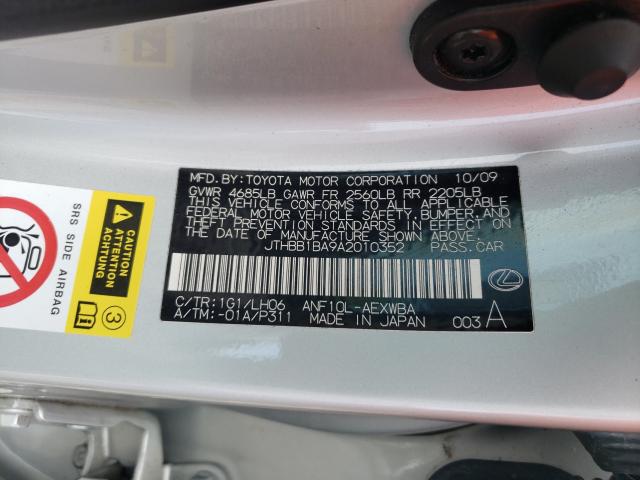 MFD. BY: TOYOTA MOTOR CORPORATION 10/09
GVWR 4685LB GAWR FR 2560LB RR 2205LB
THIS VEHICLE CONFORMS TO ALL APPLICABLE
FEDERAL MOTOR VEHICLE SAFETY, BUMPER, AND
THEFT PREVENTION STANDARDS IN EFFECT ON
THE DATE OF MANUFACTURE SHOWN ABOVE.
JTHBB1BA9A2010352 PASS. CAR
C/TR: 1G1/LH06 ANF10L-AEXWBA
A/TM: -01A/P311 MADE IN JAPAN 003 A
SRS SIDE AIRBAG
CAUTION
ATTENTION
ACHTUNG
3